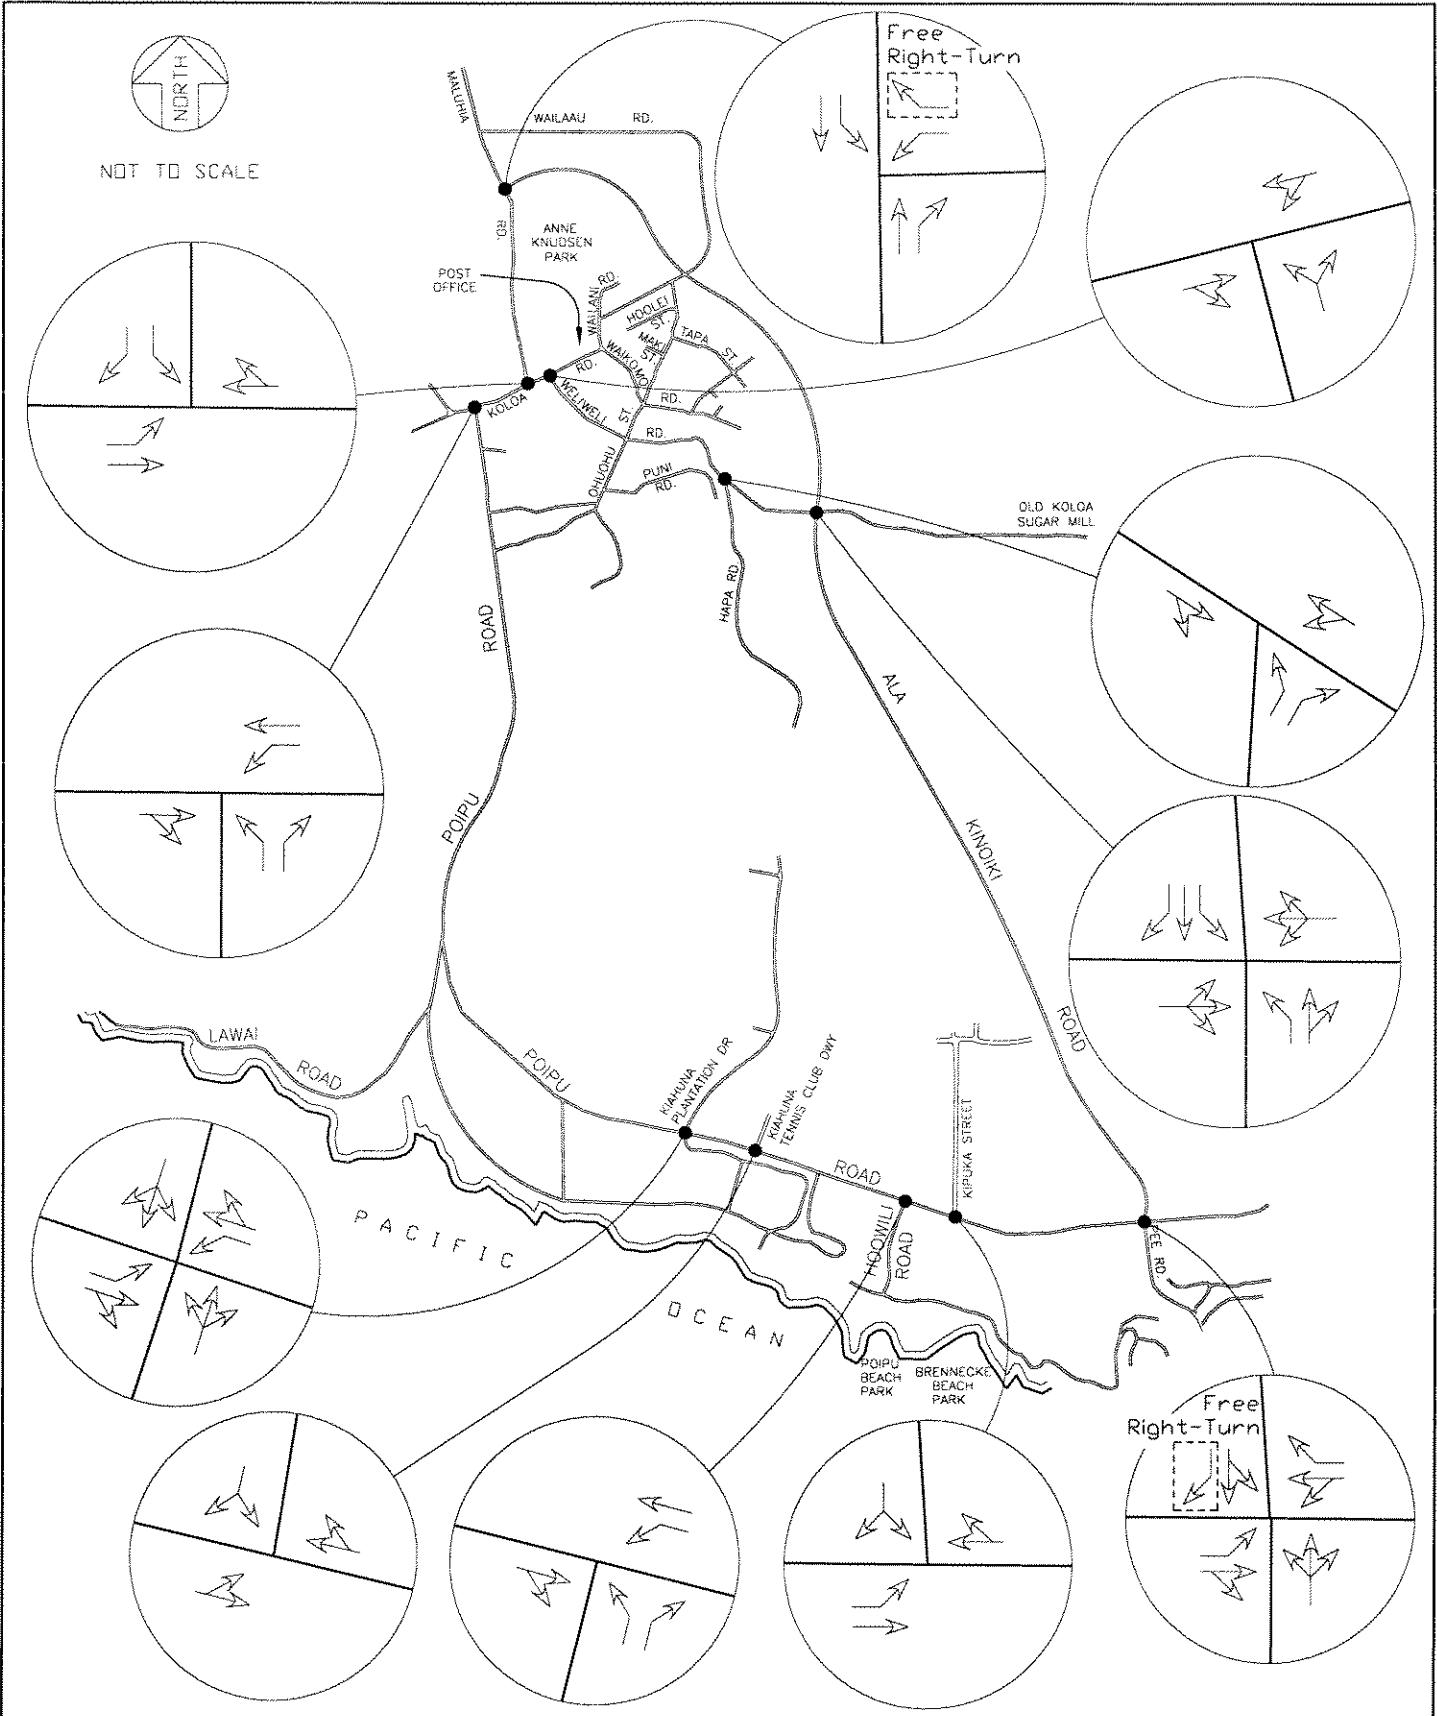 Free
Right-Turn
NORTH
NOT TO SCALE
MALUHIA
RD.
WAILAAU RD.
ANNE
KNUDSEN
PARK
POST
OFFICE
WAILANI RD.
HOOLEI
ST.
MAKI
ST.
TAPA ST.
WAIKOMO
RD.
KOLOA
RD.
WELIWELI
RD.
OHUOHU
ST.
PUNI
RD.
OLD KOLOA
SUGAR MILL
HAPA RD.
ROAD
POIPU
ALA
KINOIKI
ROAD
LAWAI
ROAD
POIPU
KIAHUNA
PLANTATION DR
KIAHUNA
TENNIS CLUB DWY
ROAD
KIPUKA STREET
HOOWILI
ROAD
PEE RD.
PACIFIC
OCEAN
POIPU
BEACH
PARK
BRENNECKE
BEACH
PARK
Free
Right-Turn